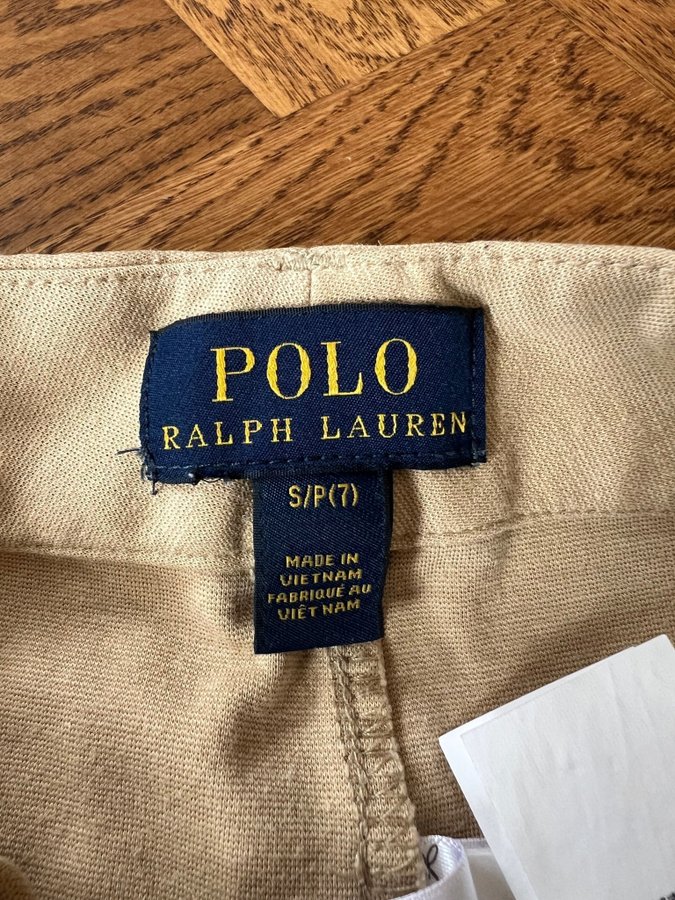 POLO
RALPH LAUREN
S/P(7)
MADE IN
VIETNAM
FABRIQUÉ AU
VIÊT NAM